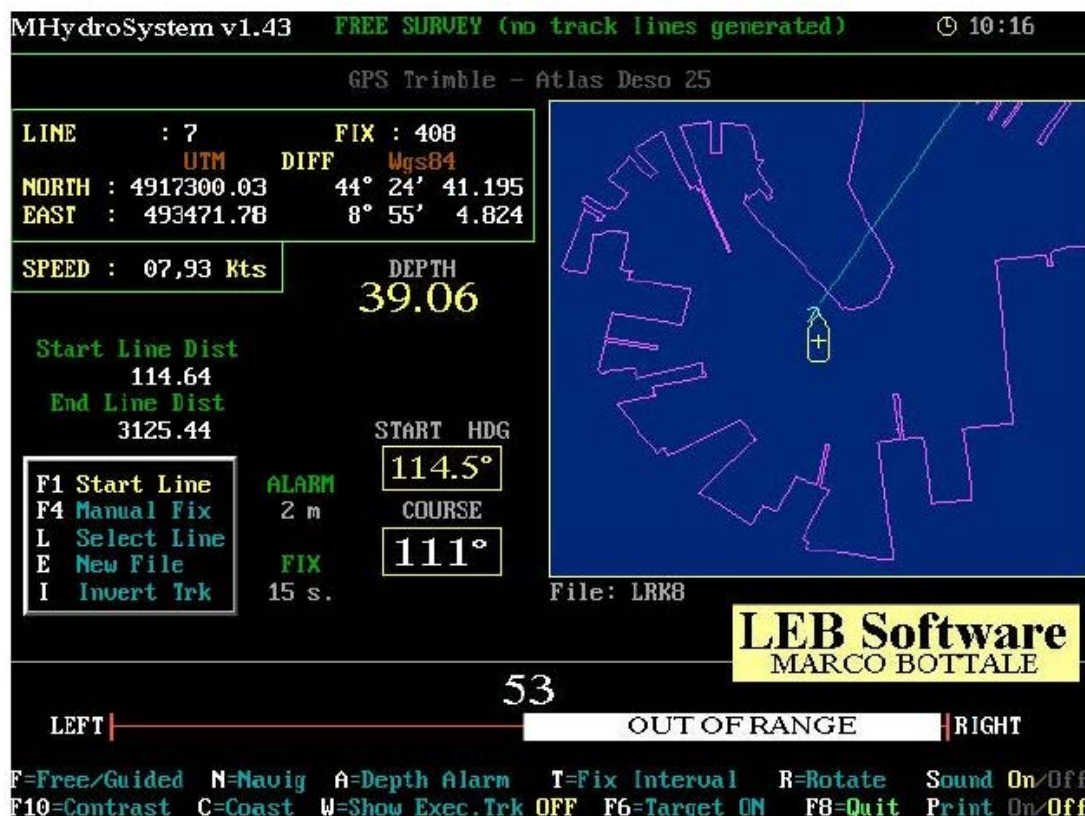 MHydroSystem v1.43 FREE SURVEY (no track lines generated) 10:16
GPS Trimble - Atlas Deso 25
LINE : 7 FIX : 408
UTM DIFF Wgs84
NORTH : 4917300.03 44° 24' 41.195
EAST : 493471.78 8° 55' 4.824
SPEED : 07,93 Kts
DEPTH
39.06
Start Line Dist
114.64
End Line Dist
3125.44
START HDG
114.5°
COURSE
111°
F1 Start Line
F4 Manual Fix
L Select Line
E New File
I Invert Trk
ALARM
2 m
FIX
15 s.
File: LRK8
LEB Software
MARCO BOTTALE
53
LEFT OUT OF RANGE RIGHT
F=Free/Guided N=Navig A=Depth Alarm T=Fix Interval R=Rotate Sound On/Off
F10=Contrast C=Coast W=Show Exec.Trk OFF F6=Target ON F8=Quit Print On/Off